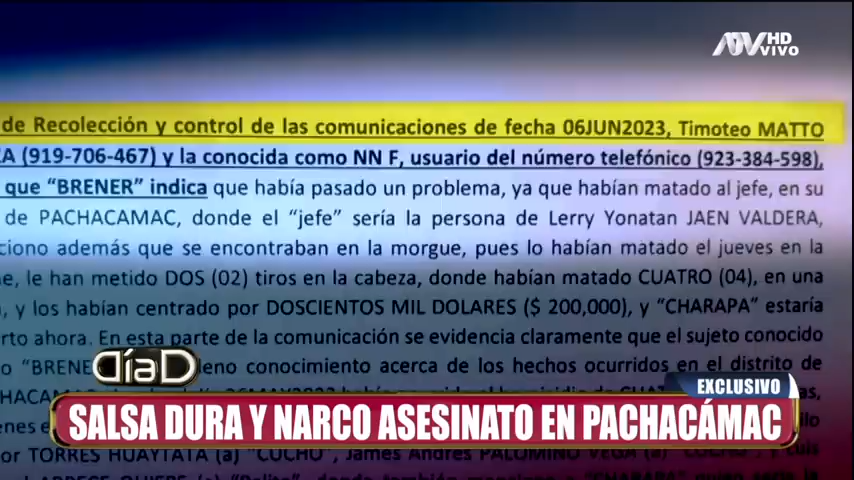 ATV HD
VIVO
de Recolección y control de las comunicaciones de fecha 06JUN2023, Timoteo MATTO
(919-706-467) y la conocida como NN F, usuario del número telefónico (923-384-598),
que “BRENER” indica que había pasado un problema, ya que habían matado al jefe, en su
de PACHACAMAC, donde el “jefe” sería la persona de Lerry Yonatan JAEN VALDERA,
ciono además que se encontraban en la morgue, pues lo habían matado el jueves en la
e, le han metido DOS (02) tiros en la cabeza, donde habían matado CUATRO (04), en una
, y los habían centrado por DOSCIENTOS MIL DOLARES ($ 200,000), y “CHARAPA” estaría
rto ahora. En esta parte de la comunicación se evidencia claramente que el sujeto conocido
o “BRENE leno conocimiento acerca de los hechos ocurridos en el distrito de
DíaD
EXCLUSIVO
SALSA DURA Y NARCO ASESINATO EN PACHACÁMAC
or TORRES HUAYTATA (a) “CUCHO”, James Andrés PALOMINO VEGA (a)